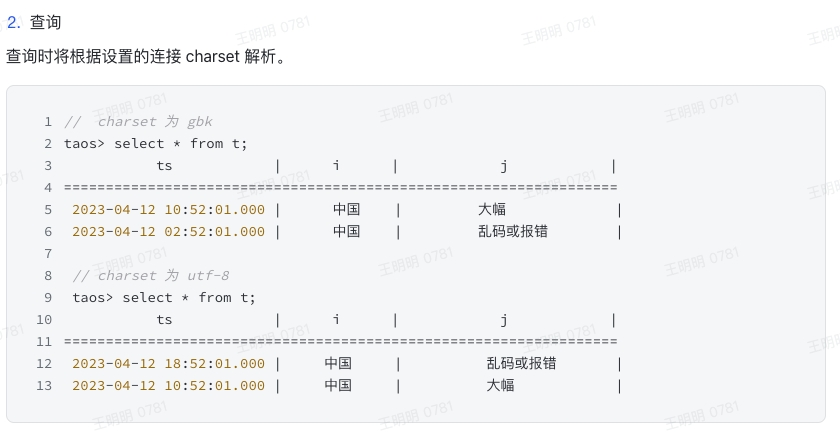 2. 查询
查询时将根据设置的连接 charset 解析。
1 //  charset 为 gbk
2 taos> select * from t;
3            ts            |      i      |            j            |
4 ==================================================================
5  2023-04-12 10:52:01.000 |      中国    |         大幅             |
6  2023-04-12 02:52:01.000 |      中国    |         乱码或报错        |
7
8  // charset 为 utf-8
9  taos> select * from t;
10            ts            |      i      |            j            |
11 ==================================================================
12  2023-04-12 18:52:01.000 |     中国     |          乱码或报错       |
13  2023-04-12 10:52:01.000 |     中国     |          大幅            |
王明明 0781